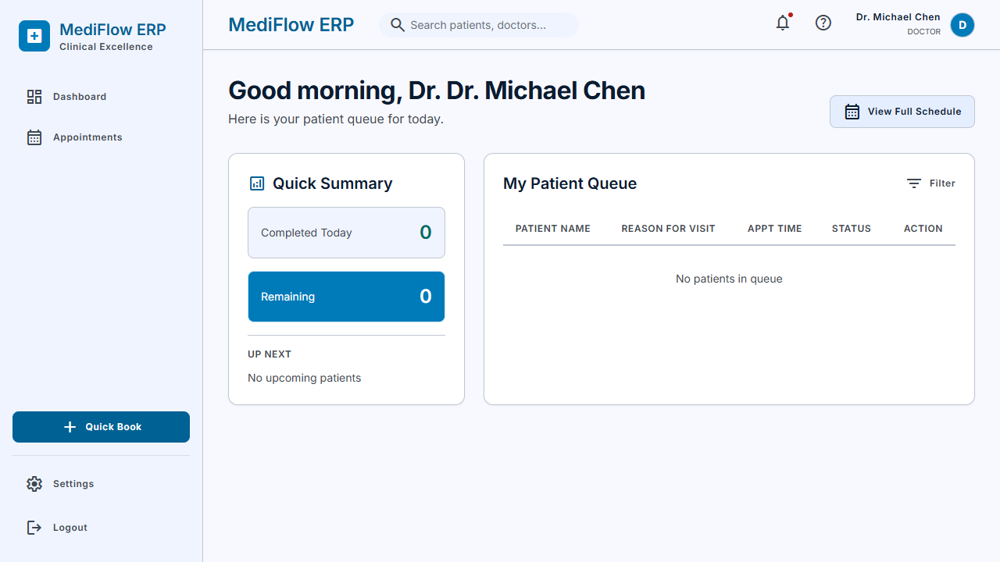 MediFlow ERP
Clinical Excellence
Dashboard
Appointments
Quick Book
Settings
Logout
MediFlow ERP
Search patients, doctors...
Dr. Michael Chen
DOCTOR
D
Good morning, Dr. Dr. Michael Chen
Here is your patient queue for today.
View Full Schedule
Quick Summary
Completed Today 0
Remaining 0
UP NEXT
No upcoming patients
My Patient Queue
Filter
PATIENT NAME REASON FOR VISIT APPT TIME STATUS ACTION
No patients in queue